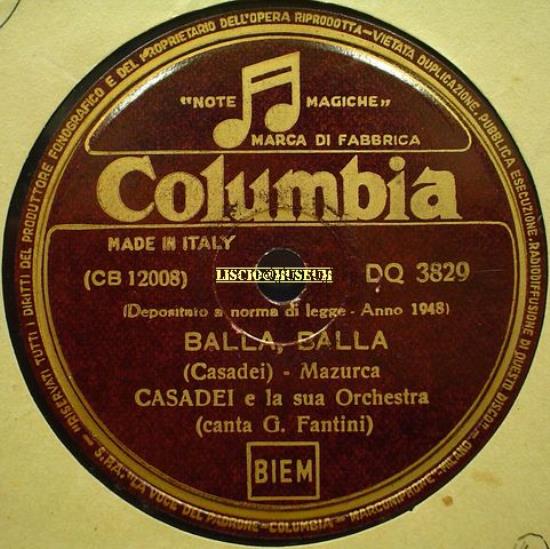 RISERVATI TUTTI I DIRITTI DEL PRODUTTORE FONOGRAFICO E DEL PROPRIETARIO DELL'OPERA RIPRODOTTA - VIETATA DUPLICAZIONE, PUBBLICA ESECUZIONE, RADIODIFFUSIONE DI QUESTO DISCO
"NOTE MAGICHE"
MARCA DI FABBRICA
Columbia
MADE IN ITALY
(CB 12008) DQ 3829
LISCIO@MUSEUM
(Depositato a norma di legge - Anno 1948)
BALLA, BALLA
(Casadei) - Mazurca
CASADEI e la sua Orchestra
(canta G. Fantini)
BIEM
S.P.A. "LA VOCE DEL PADRONE-COLUMBIA-MARCONIPHONE"-MILANO